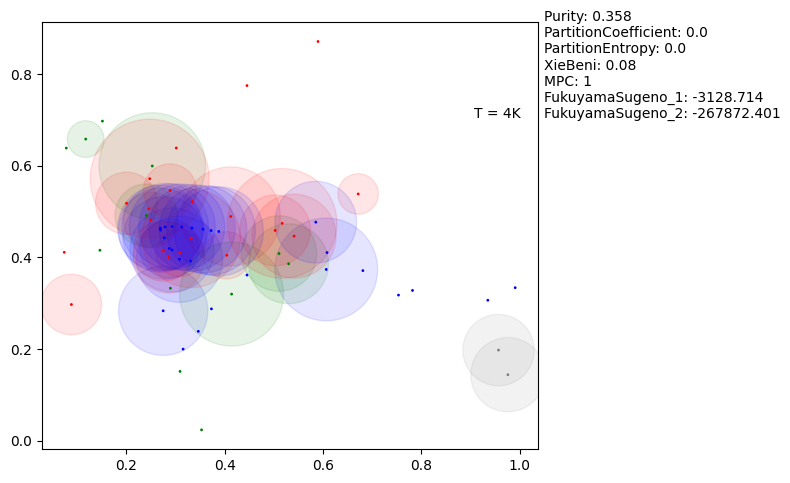 Purity: 0.358
PartitionCoefficient: 0.0
PartitionEntropy: 0.0
XieBeni: 0.08
MPC: 1
FukuyamaSugeno_1: -3128.714
FukuyamaSugeno_2: -267872.401
T = 4K
0.8
0.6
0.4
0.2
0.0
0.2 0.4 0.6 0.8 1.0